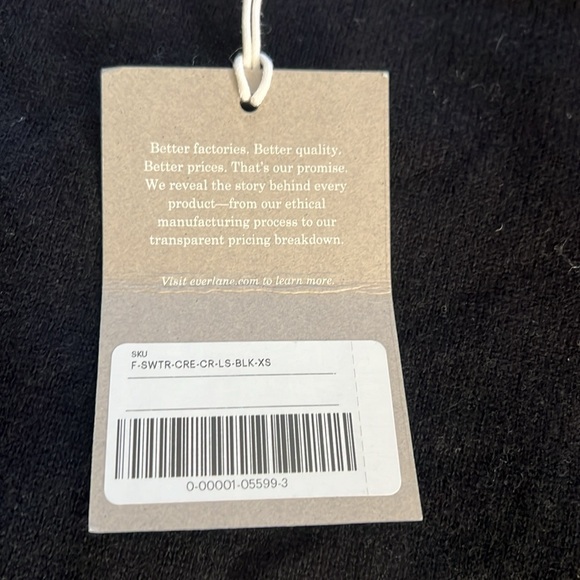 Better factories. Better quality.
Better prices. That's our promise.
We reveal the story behind every
product—from our ethical
manufacturing process to our
transparent pricing breakdown.
Visit everlane.com to learn more.
SKU
F-SWTR-CRE-CR-LS-BLK-XS
0-00001-05599-3